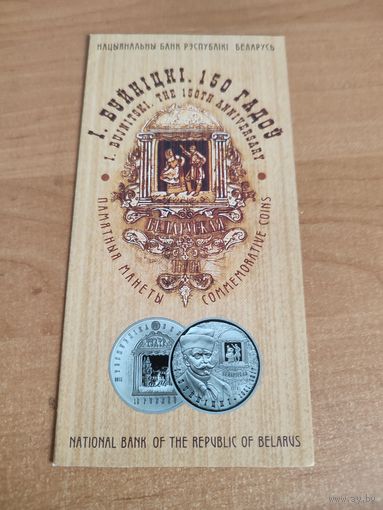 НАЦЫЯНАЛЬНЫ БАНК РЭСПУБЛІКІ БЕЛАРУСЬ
І. БУЙНІЦКІ. 150 ГАДОЎ
I. BUJNITSKI. THE 150TH ANNIVERSARY
ПАМЯТНЫЯ МАНЕТЫ
COMMEMORATIVE COINS
NATIONAL BANK OF THE REPUBLIC OF BELARUS
www.ay.by